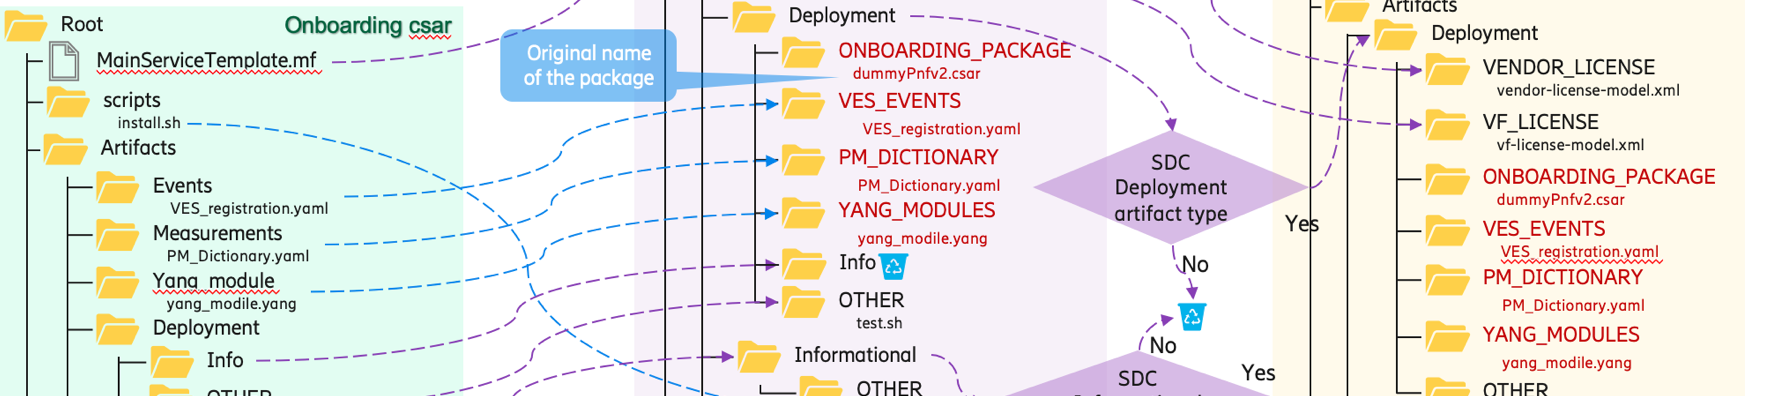 Root
Onboarding csar
MainServiceTemplate.mf
scripts
install.sh
Artifacts
Events
VES_registration.yaml
Measurements
PM_Dictionary.yaml
Yang_module
yang_modile.yang
Deployment
Info
OTHER
Original name
of the package
Deployment
ONBOARDING_PACKAGE
dummyPnfv2.csar
VES_EVENTS
VES_registration.yaml
PM_DICTIONARY
PM_Dictionary.yaml
YANG_MODULES
yang_modile.yang
Info
OTHER
test.sh
Informational
OTHER
SDC
Deployment
artifact type
Yes
No
No
SDC
Yes
Artifacts
Deployment
VENDOR_LICENSE
vendor-license-model.xml
VF_LICENSE
vf-license-model.xml
ONBOARDING_PACKAGE
dummyPnfv2.csar
VES_EVENTS
VES_registration.yaml
PM_DICTIONARY
PM_Dictionary.yaml
YANG_MODULES
yang_modile.yang
OTHER